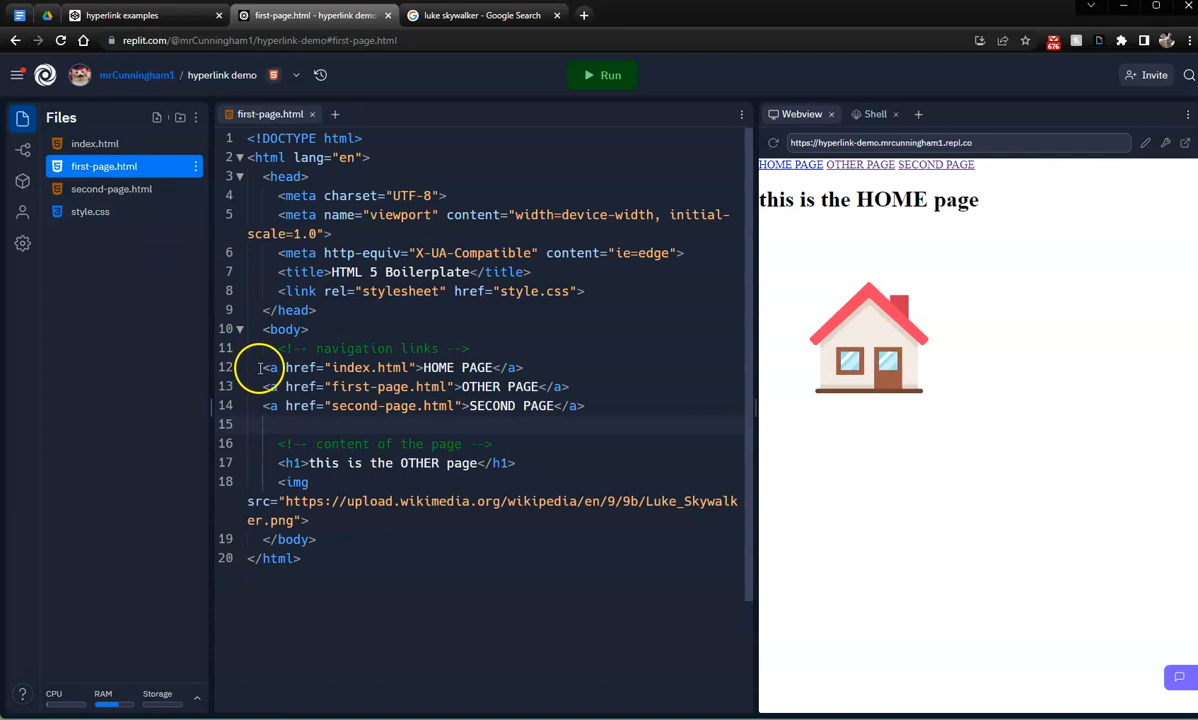 hyperlink examples
first-page.html - hyperlink demo
luke skywalker - Google Search
replit.com/@mrCunningham1/hyperlink-demo#first-page.html
676
mrCunningham1 / hyperlink demo
Run
Invite
Files
index.html
first-page.html
second-page.html
style.css
first-page.html
1 <!DOCTYPE html>
2 <html lang="en">
3 <head>
4 <meta charset="UTF-8">
5 <meta name="viewport" content="width=device-width, initial-
scale=1.0">
6 <meta http-equiv="X-UA-Compatible" content="ie=edge">
7 <title>HTML 5 Boilerplate</title>
8 <link rel="stylesheet" href="style.css">
9 </head>
10 <body>
11 <!-- navigation links -->
12 <a href="index.html">HOME PAGE</a>
13 <a href="first-page.html">OTHER PAGE</a>
14 <a href="second-page.html">SECOND PAGE</a>
15
16 <!-- content of the page -->
17 <h1>this is the OTHER page</h1>
18 <img
src="https://upload.wikimedia.org/wikipedia/en/9/9b/Luke_Skywalk
er.png">
19 </body>
20 </html>
Webview
Shell
https://hyperlink-demo.mrcunningham1.repl.co
HOME PAGE OTHER PAGE SECOND PAGE
this is the HOME page
CPU RAM Storage